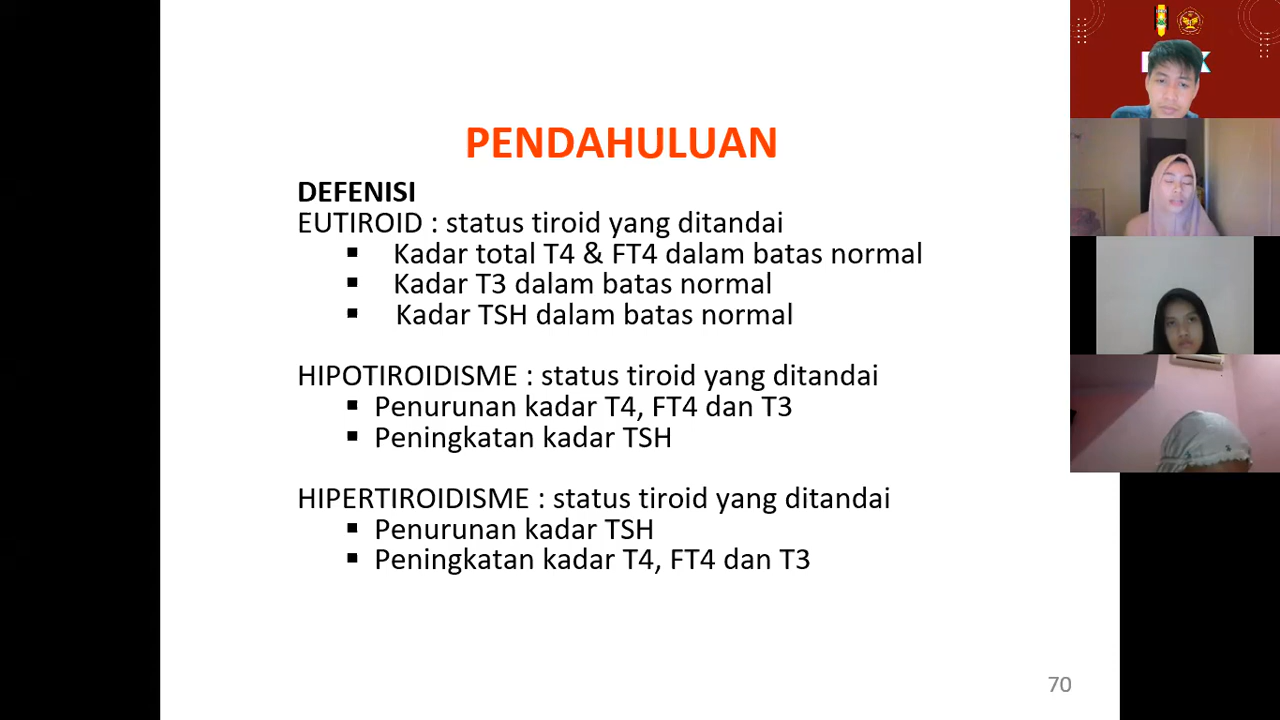 PENDAHULUAN
DEFENISI
EUTIROID : status tiroid yang ditandai
▪ Kadar total T4 & FT4 dalam batas normal
▪ Kadar T3 dalam batas normal
▪ Kadar TSH dalam batas normal
HIPOTIROIDISME : status tiroid yang ditandai
▪ Penurunan kadar T4, FT4 dan T3
▪ Peningkatan kadar TSH
HIPERTIROIDISME : status tiroid yang ditandai
▪ Penurunan kadar TSH
▪ Peningkatan kadar T4, FT4 dan T3
70